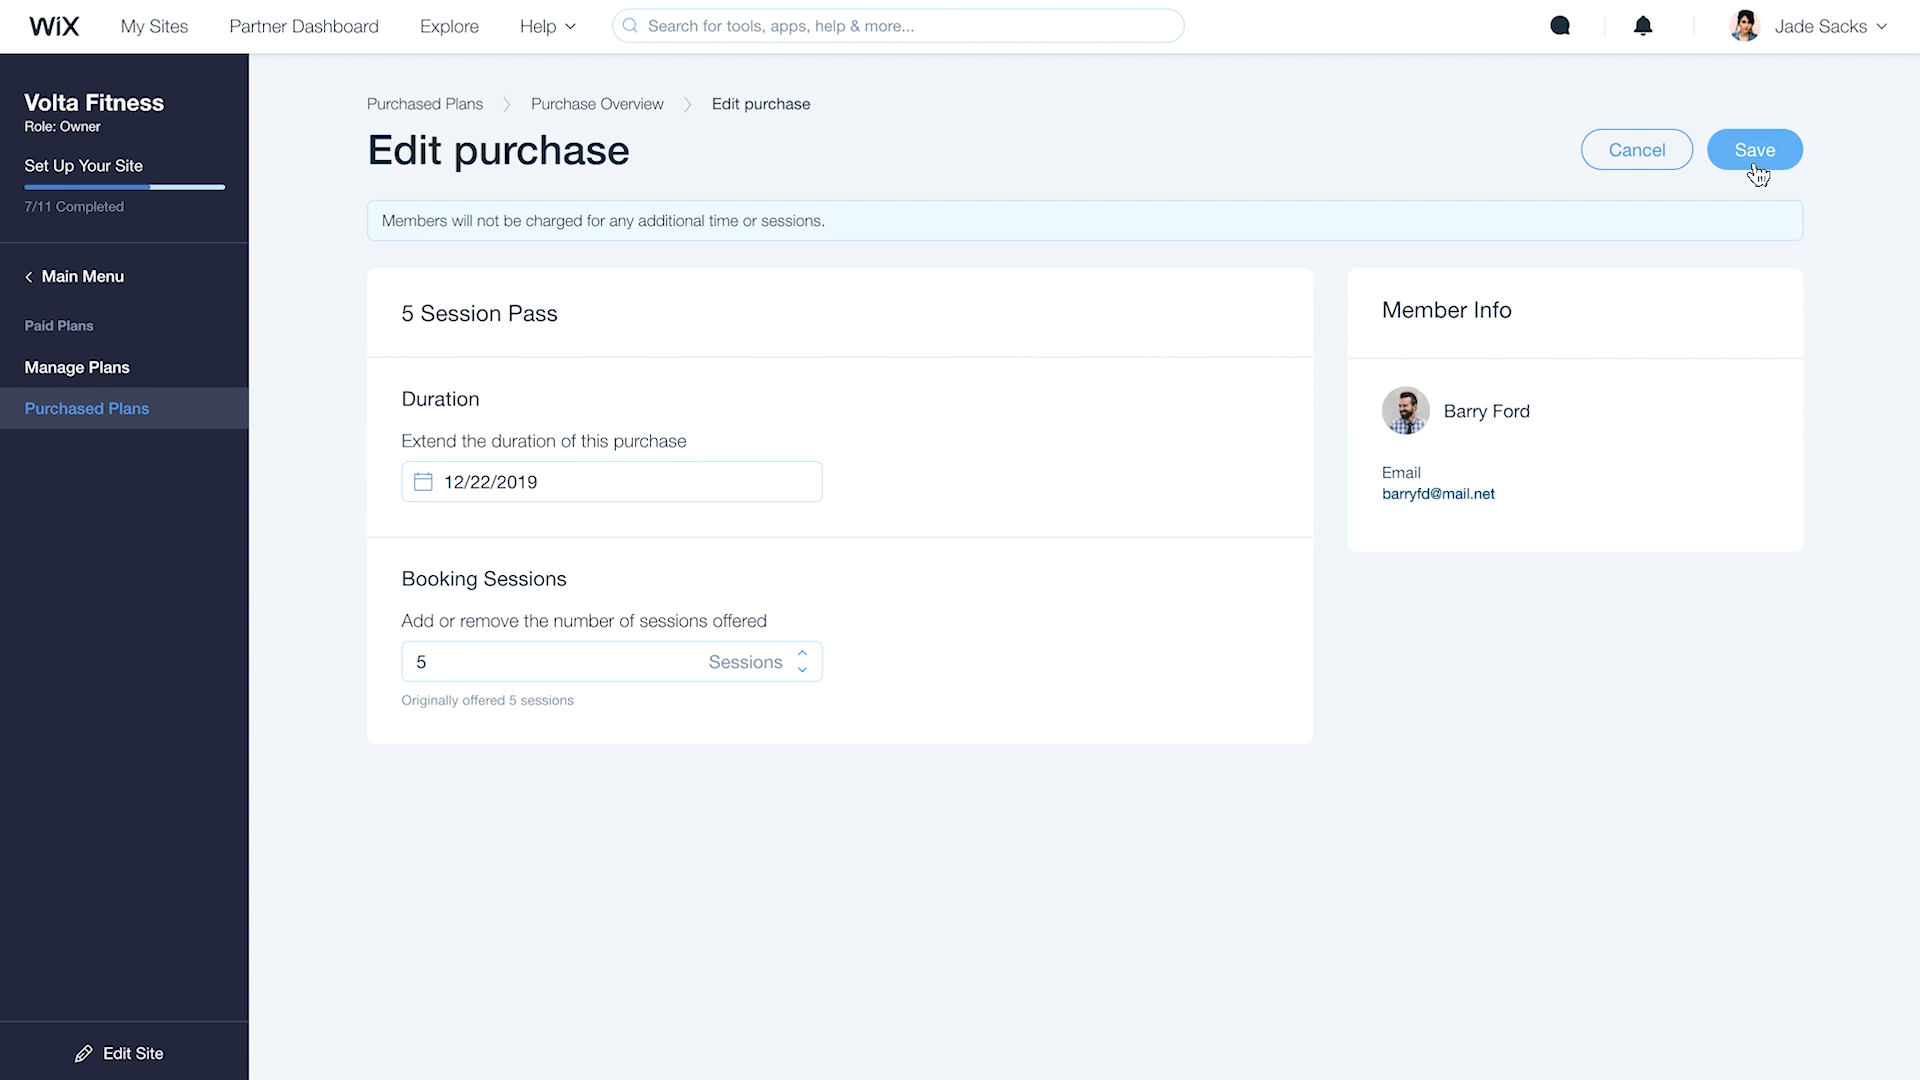 WiX My Sites Partner Dashboard Explore Help Search for tools, apps, help & more... Jade Sacks
Volta Fitness
Role: Owner
Set Up Your Site
7/11 Completed
Main Menu
Paid Plans
Manage Plans
Purchased Plans
Edit Site
Purchased Plans Purchase Overview Edit purchase
Edit purchase
Cancel Save
Members will not be charged for any additional time or sessions.
5 Session Pass
Duration
Extend the duration of this purchase
12/22/2019
Booking Sessions
Add or remove the number of sessions offered
5 Sessions
Originally offered 5 sessions
Member Info
Barry Ford
Email
barryfd@mail.net